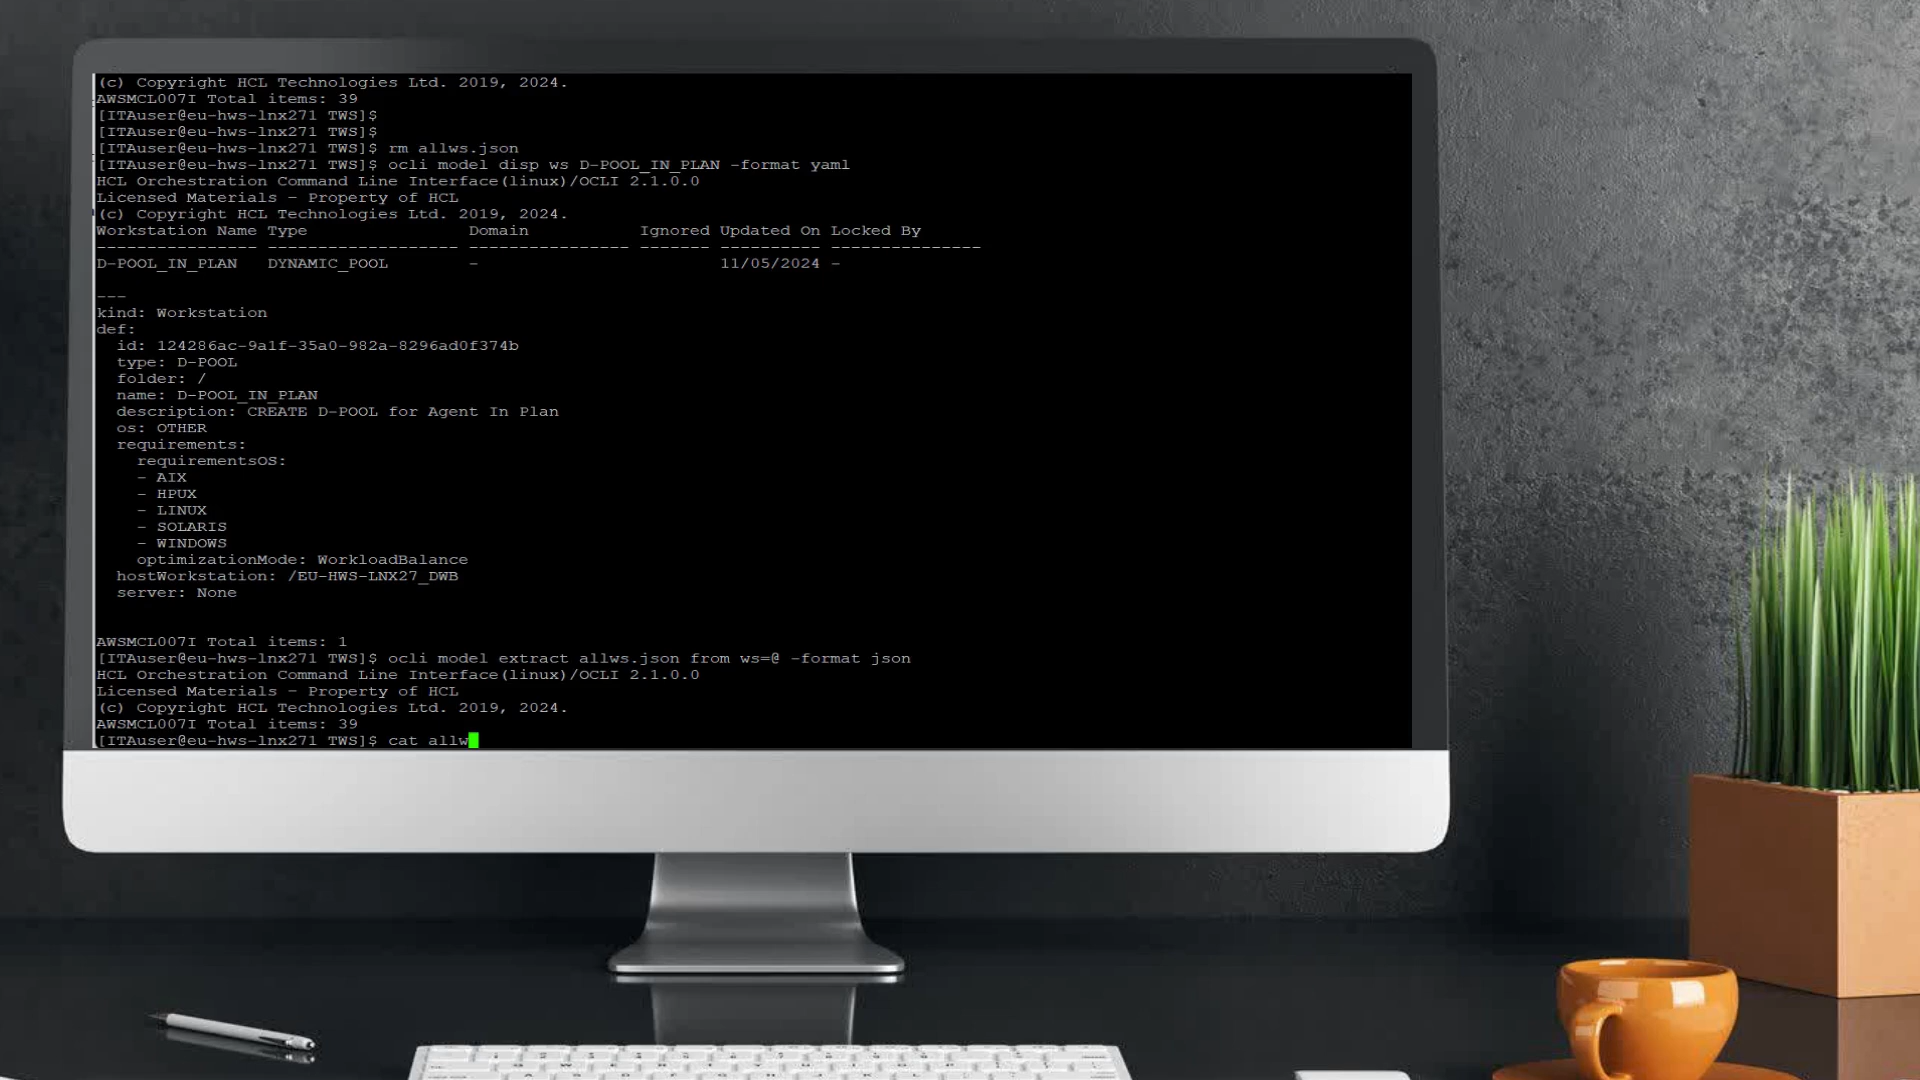 (c) Copyright HCL Technologies Ltd. 2019, 2024.
AWSMCL007I Total items: 39
[ITAuser@eu-hws-lnx271 TWS]$
[ITAuser@eu-hws-lnx271 TWS]$
[ITAuser@eu-hws-lnx271 TWS]$ rm allws.json
[ITAuser@eu-hws-lnx271 TWS]$ ocli model disp ws D-POOL_IN_PLAN -format yaml
HCL Orchestration Command Line Interface(linux)/OCLI 2.1.0.0
Licensed Materials - Property of HCL
(c) Copyright HCL Technologies Ltd. 2019, 2024.
Workstation Name Type                Domain           Ignored Updated On Locked By
---------------- ------------------- ---------------- ------- ---------- ---------------
D-POOL_IN_PLAN   DYNAMIC_POOL        -                        11/05/2024 -
---
kind: Workstation
def:
  id: 124286ac-9a1f-35a0-982a-8296ad0f374b
  type: D-POOL
  folder: /
  name: D-POOL_IN_PLAN
  description: CREATE D-POOL for Agent In Plan
  os: OTHER
  requirements:
    requirementsOS:
    - AIX
    - HPUX
    - LINUX
    - SOLARIS
    - WINDOWS
    optimizationMode: WorkloadBalance
  hostWorkstation: /EU-HWS-LNX27_DWB
  server: None
AWSMCL007I Total items: 1
[ITAuser@eu-hws-lnx271 TWS]$ ocli model extract allws.json from ws=@ -format json
HCL Orchestration Command Line Interface(linux)/OCLI 2.1.0.0
Licensed Materials - Property of HCL
(c) Copyright HCL Technologies Ltd. 2019, 2024.
AWSMCL007I Total items: 39
[ITAuser@eu-hws-lnx271 TWS]$ cat allw